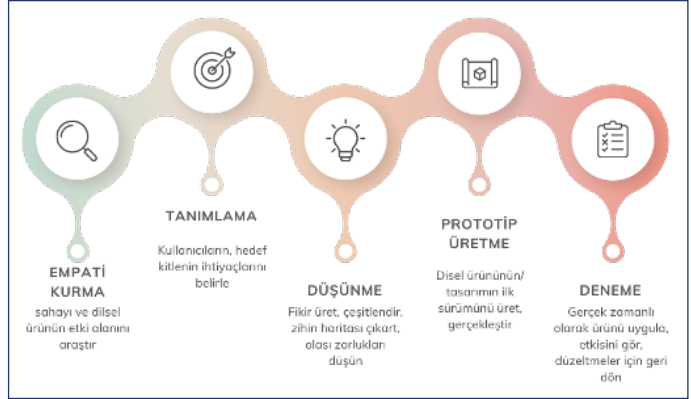 EMPATİ
KURMA
sahayı ve dilsel
ürünün etki alanını
araştır
TANIMLAMA
Kullanıcıların, hedef
kitlenin ihtiyaçlarını
belirle
DÜŞÜNME
Fikir üret, çeşitlendir,
zihin haritası çıkart,
olası zorlukları
düşün
PROTOTİP
ÜRETME
Disel ürününün/
tasarımın ilk
sürümünü üret,
gerçekleştir
DENEME
Gerçek zamanlı
olarak ürünü uygula,
etkisini gör,
düzeltmeler için geri
dön